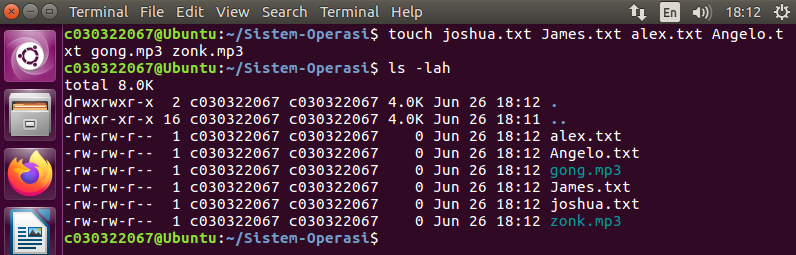 Terminal File Edit View Search Terminal Help En 18:12
c030322067@Ubuntu:~/Sistem-Operasi$ touch joshua.txt James.txt alex.txt Angelo.t
xt gong.mp3 zonk.mp3
c030322067@Ubuntu:~/Sistem-Operasi$ ls -lah
total 8.0K
drwxrwxr-x  2 c030322067 c030322067 4.0K Jun 26 18:12 .
drwxr-xr-x 16 c030322067 c030322067 4.0K Jun 26 18:11 ..
-rw-rw-r--  1 c030322067 c030322067    0 Jun 26 18:12 alex.txt
-rw-rw-r--  1 c030322067 c030322067    0 Jun 26 18:12 Angelo.txt
-rw-rw-r--  1 c030322067 c030322067    0 Jun 26 18:12 gong.mp3
-rw-rw-r--  1 c030322067 c030322067    0 Jun 26 18:12 James.txt
-rw-rw-r--  1 c030322067 c030322067    0 Jun 26 18:12 joshua.txt
-rw-rw-r--  1 c030322067 c030322067    0 Jun 26 18:12 zonk.mp3
c030322067@Ubuntu:~/Sistem-Operasi$